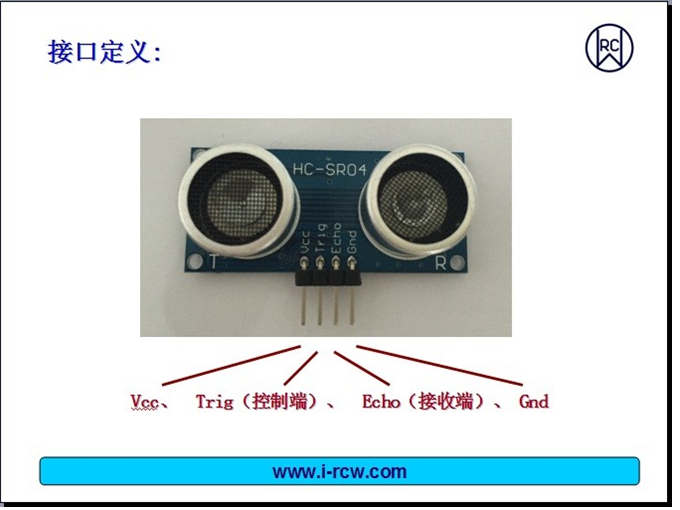 接口定义:
RC
HC-SR04
Vcc
Trig
Echo
Gnd
T
R
Vcc、 Trig（控制端）、 Echo（接收端）、 Gnd
www.i-rcw.com